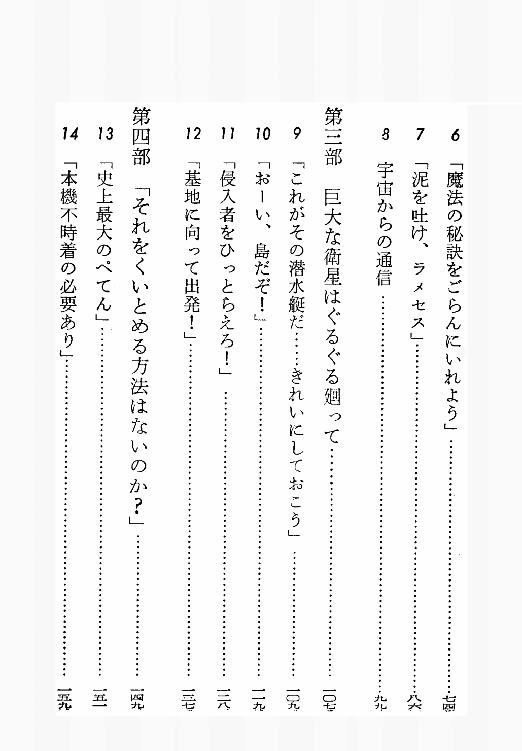 6 「魔法の秘訣をごらんにいれよう」……………七四
7 「泥を吐け、ラメセス」……………八六
8 宇宙からの通信……………九九
第三部 巨大な衛星はぐるぐる廻って……………一〇七
9 「これがその潜水艇だ……きれいにしておこう」……………一〇九
10 「おーい、島だぞ!」……………一一九
11 「侵入者をひっとらえろ!」……………一二八
12 「基地に向って出発!」……………一三七
第四部 「それをくいとめる方法はないのか?」……………一四九
13 「史上最大のぺてん」……………一五一
14 「本機不時着の必要あり」……………一五九